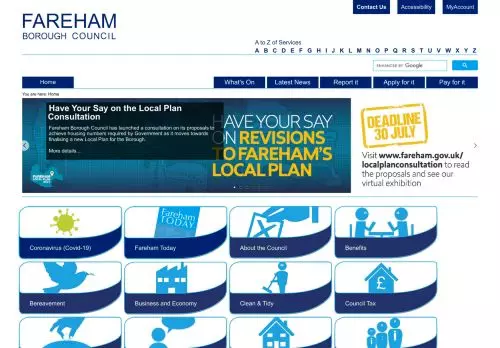 Contact Us
Accessibility
MyAccount
FAREHAM
BOROUGH COUNCIL
A to Z of Services
A B C D E F G H I J K L M N O P Q R S T U V W X Y Z
ENHANCED BY Google
Home
What's On
Latest News
Report it
Apply for it
Pay for it
You are here: Home
Have Your Say on the Local Plan
Consultation
Fareham Borough Council has launched a consultation on its proposals to
achieve housing numbers required by Government as it moves towards
finalising a new Local Plan for the Borough.
More details...
HAVE YOUR SAY
ON REVISIONS
TO FAREHAM'S
LOCAL PLAN
FAREHAM
LOCAL PLAN
DEADLINE
30 JULY
Visit www.fareham.gov.uk/
localplanconsultation to read
the proposals and see our
virtual exhibition
Coronavirus (Covid-19)
Fareham
TODAY
Fareham Today
About the Council
Benefits
Bereavement
Business and Economy
Clean & Tidy
£
Council Tax